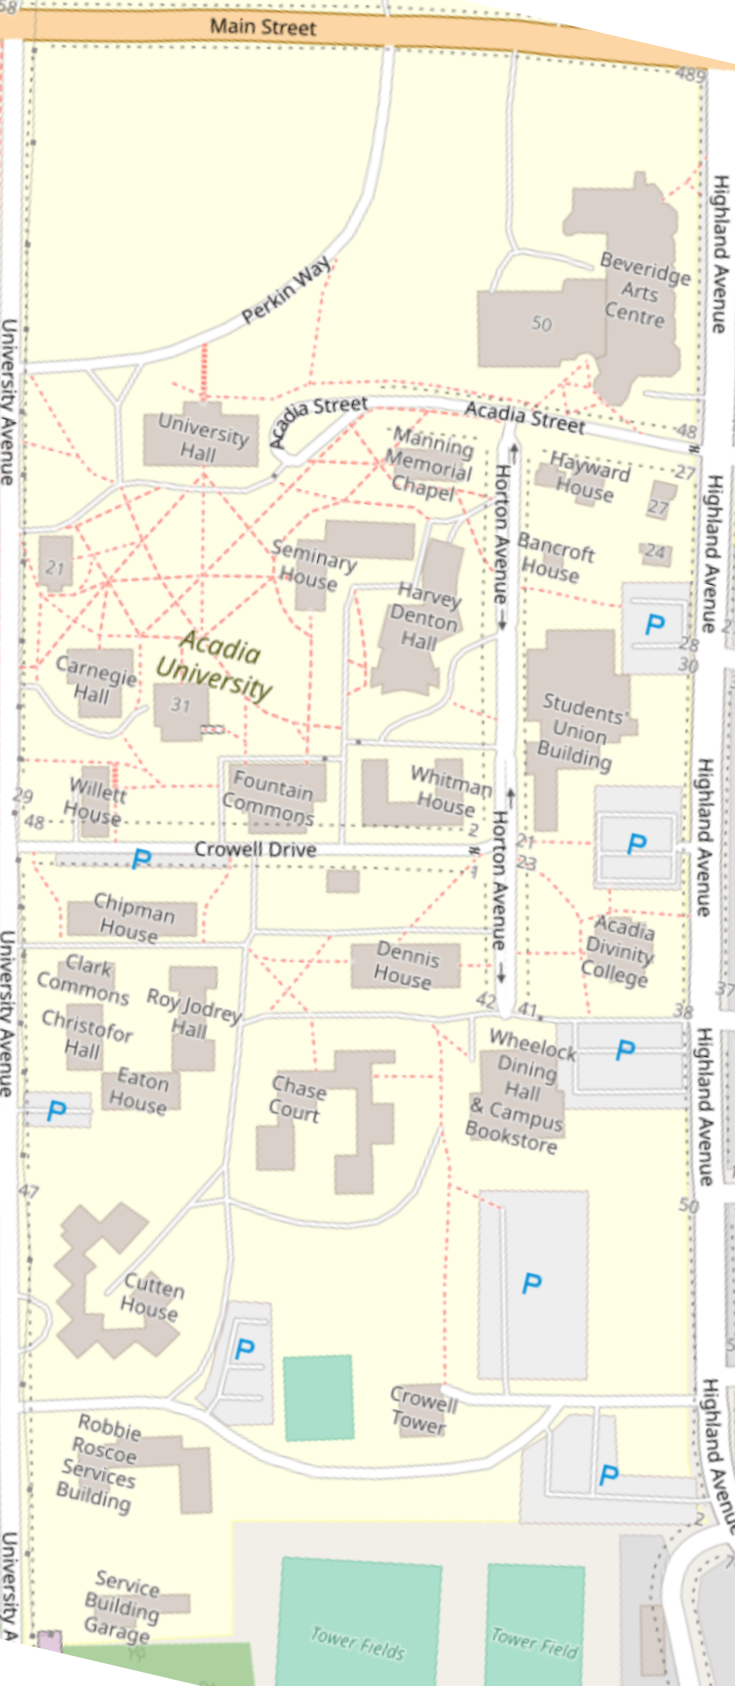 58
Main Street
489
Highland Avenue
Beveridge
Arts
Centre
Perkin Way
50
University Avenue
Acadia Street
Acadia Street
48
University
Hall
Manning
Memorial
Chapel
Hayward
House
27
27
Highland Avenue
Horton Avenue
21
Seminary
House
Bancroft
House
24
Harvey
Denton
Hall
P
28
30
Acadia
University
Carnegie
Hall
31
Students'
Union
Building
Willett
House
Fountain
Commons
Whitman
House
Highland Avenue
29
48
2
Horton Avenue
21
23
P
Crowell Drive
P
1
Chipman
House
Acadia
Divinity
College
University Avenue
Clark
Commons
Dennis
House
37
Roy Jodrey
Hall
42
41
38
Christofor
Hall
Wheelock
Dining
Hall
& Campus
Bookstore
P
Highland Avenue
Eaton
House
Chase
Court
P
47
50
Cutten
House
P
P
Crowell
Tower
Highland Avenue
Robbie
Roscoe
Services
Building
P
2
University A
Service
Building
Garage
Tower Fields
Tower Field